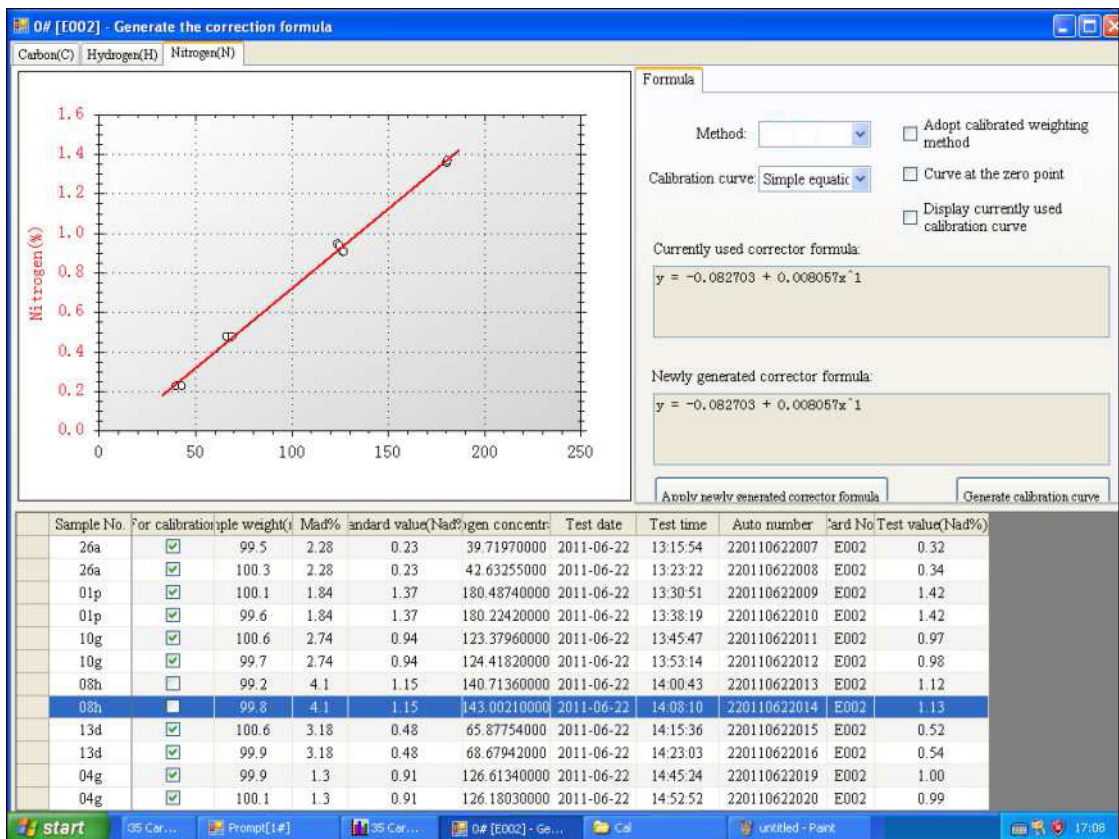 0# [E002] - Generate the correction formula
Carbon(C) Hydrogen(H) Nitrogen(N)
1.6
1.4
1.2
1.0
0.8
0.6
0.4
0.2
0.0
Nitrogen(%)
0 50 100 150 200 250
Formula
Method:
Adopt calibrated weighting method
Calibration curve: Simple equatic
Curve at the zero point
Display currently used calibration curve
Currently used corrector formula:
y = -0.082703 + 0.008057x^1
Newly generated corrector formula:
y = -0.082703 + 0.008057x^1
Apply newly generated corrector formula Generate calibration curve
Sample No. For calibration ple weight( Mad% andard value(Nad% gen concentr Test date Test time Auto number ard No Test value(Nad%)
26a 99.5 2.28 0.23 39.71970000 2011-06-22 13:15:54 220110622007 E002 0.32
26a 100.3 2.28 0.23 42.63255000 2011-06-22 13:23:22 220110622008 E002 0.34
01p 100.1 1.84 1.37 180.48740000 2011-06-22 13:30:51 220110622009 E002 1.42
01p 99.6 1.84 1.37 180.22420000 2011-06-22 13:38:19 220110622010 E002 1.42
10g 100.6 2.74 0.94 123.37960000 2011-06-22 13:45:47 220110622011 E002 0.97
10g 99.7 2.74 0.94 124.41820000 2011-06-22 13:53:14 220110622012 E002 0.98
08h 99.2 4.1 1.15 140.71360000 2011-06-22 14:00:43 220110622013 E002 1.12
08h 99.8 4.1 1.15 143.00210000 2011-06-22 14:08:10 220110622014 E002 1.13
13d 100.6 3.18 0.48 65.87754000 2011-06-22 14:15:36 220110622015 E002 0.52
13d 99.9 3.18 0.48 68.67942000 2011-06-22 14:23:03 220110622016 E002 0.54
04g 99.9 1.3 0.91 126.61340000 2011-06-22 14:45:24 220110622019 E002 1.00
04g 100.1 1.3 0.91 126.18030000 2011-06-22 14:52:52 220110622020 E002 0.99
start 35 Car... Prompt[1#] 35 Car... 0# [E002] - Ge... Cal untitled - Paint 17:08